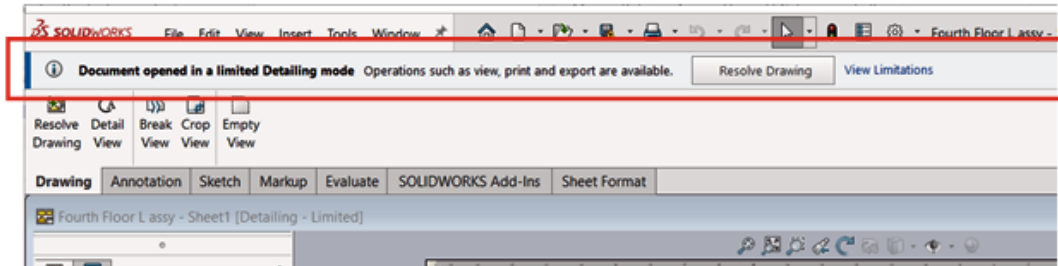 SOLIDWORKS File Edit View Insert Tools Window Fourth Floor L assy -
Document opened in a limited Detailing mode Operations such as view, print and export are available. Resolve Drawing View Limitations
Resolve Detail Break Crop Empty
Drawing View View View View
Drawing Annotation Sketch Markup Evaluate SOLIDWORKS Add-Ins Sheet Format
Fourth Floor L assy - Sheet1 [Detailing - Limited]